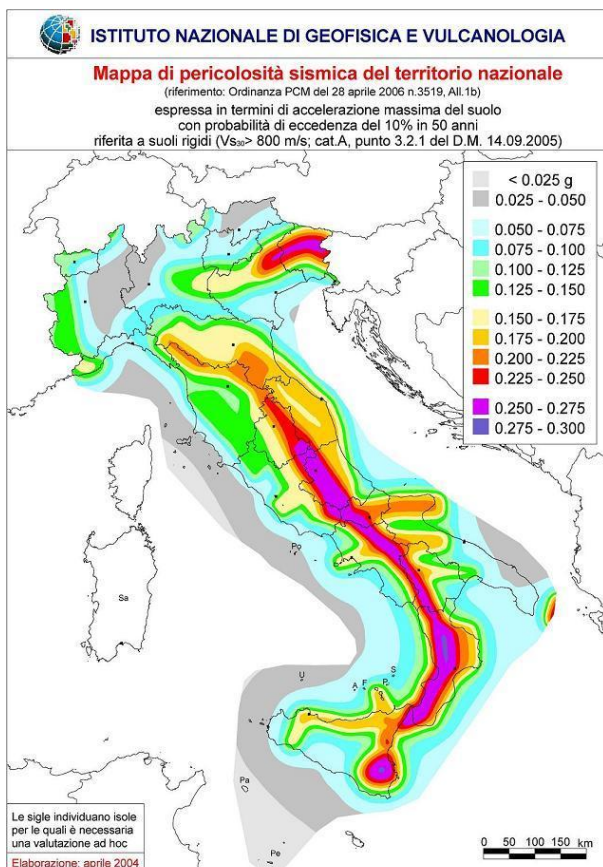 ISTITUTO NAZIONALE DI GEOFISICA E VULCANOLOGIA
Mappa di pericolosità sismica del territorio nazionale
(riferimento: Ordinanza PCM del 28 aprile 2006 n.3519, All.1b)
espressa in termini di accelerazione massima del suolo
con probabilità di eccedenza del 10% in 50 anni
riferita a suoli rigidi (Vs30> 800 m/s; cat.A, punto 3.2.1 del D.M. 14.09.2005)
< 0.025 g
0.025 - 0.050
0.050 - 0.075
0.075 - 0.100
0.100 - 0.125
0.125 - 0.150
0.150 - 0.175
0.175 - 0.200
0.200 - 0.225
0.225 - 0.250
0.250 - 0.275
0.275 - 0.300
Po
Sa
U
A
F
P
S
Pa
Pe
Le sigle individuano isole
per le quali è necessaria
una valutazione ad hoc
Elaborazione: aprile 2004
0 50 100 150 km